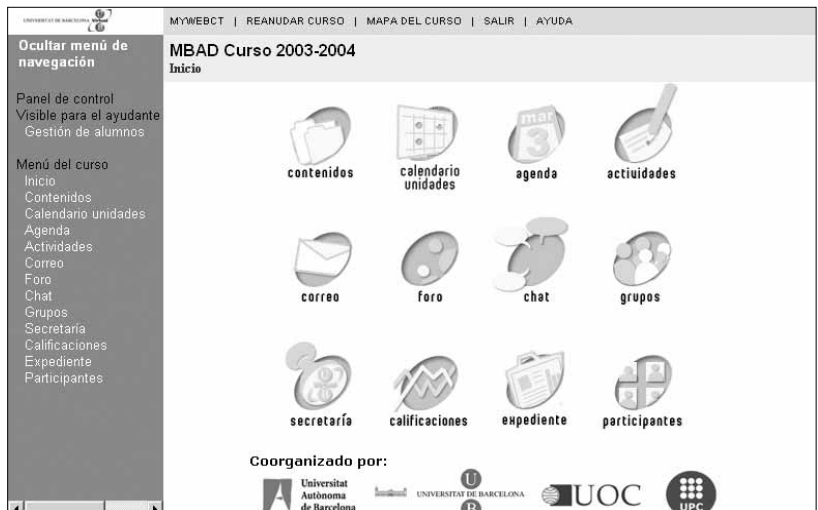 UNIVERSITAT DE BARCELONA Virtual
MYWEBCT | REANUDAR CURSO | MAPA DEL CURSO | SALIR | AYUDA
Ocultar menú de
navegación
MBAD Curso 2003-2004
Inicio
Panel de control
Visible para el ayudante
Gestión de alumnos
Menú del curso
Inicio
Contenidos
Calendario unidades
Agenda
Actividades
Correo
Foro
Chat
Grupos
Secretaría
Calificaciones
Expediente
Participantes
contenidos
calendario
unidades
mar
3
agenda
actividades
correo
foro
chat
grupos
secretaría
calificaciones
expediente
participantes
Coorganizado por:
Universitat
Autònoma
de Barcelona
UNIVERSITAT DE BARCELONA
U
B
UOC
UPC